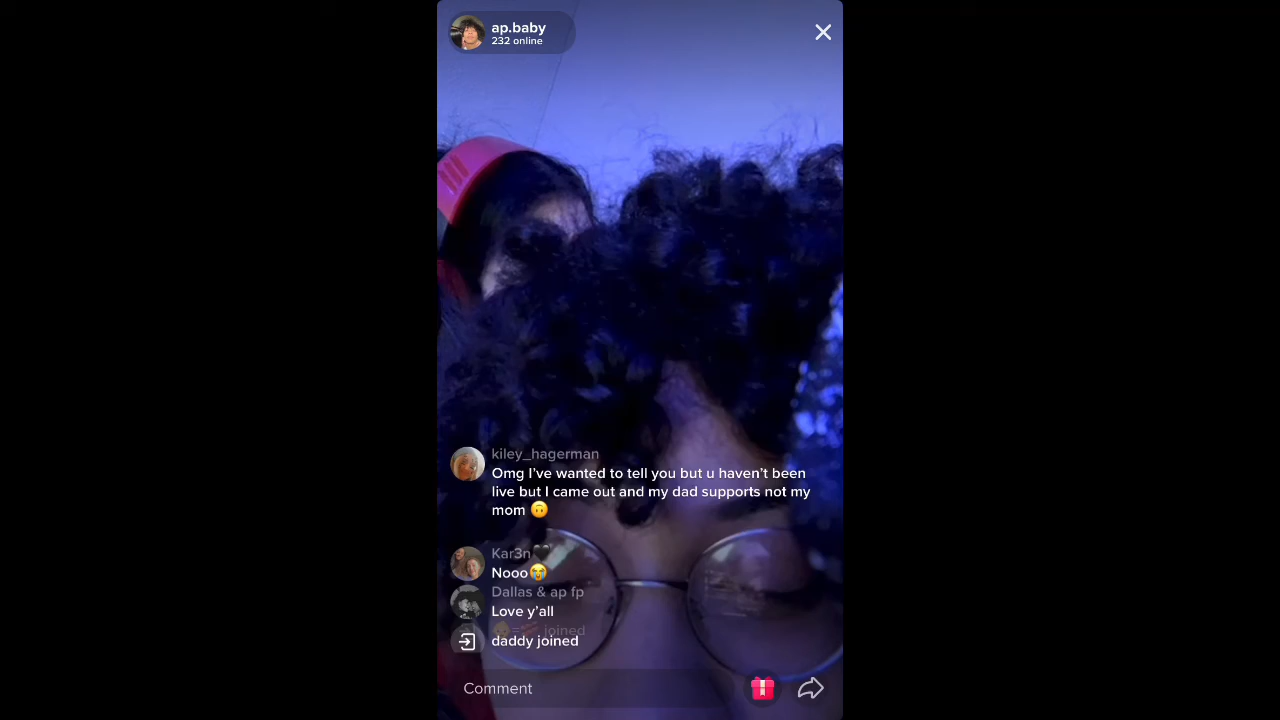 ap.baby
232 online
kiley_hagerman
Omg I’ve wanted to tell you but u haven’t been
live but I came out and my dad supports not my
mom 🙃
Kar3n🖤
Nooo😭
Dallas & ap fp
Love y’all
joined
daddy joined
Comment